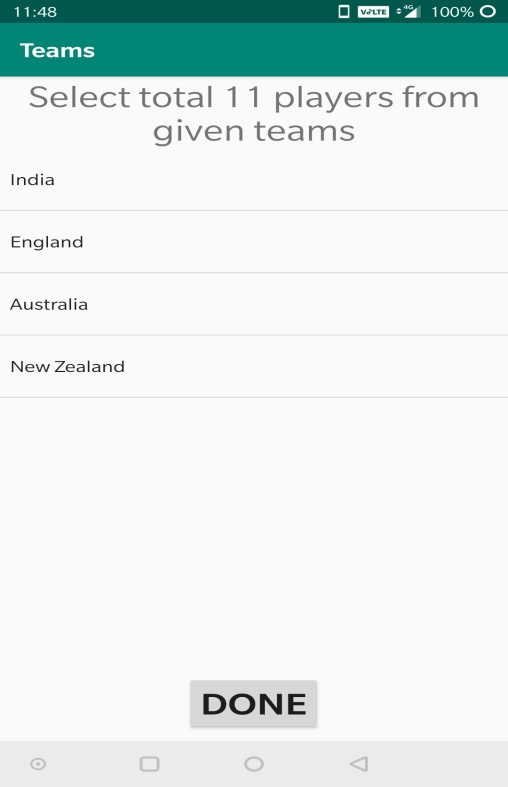 11:48 VoLTE 4G 100%
Teams
Select total 11 players from
given teams
India
England
Australia
New Zealand
DONE